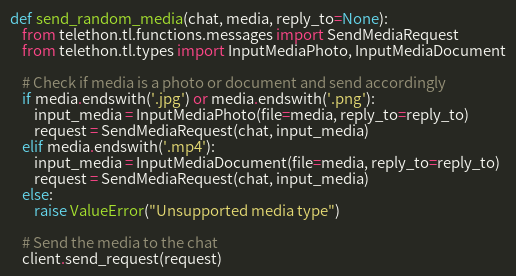 def send_random_media(chat, media, reply_to=None):
    from telethon.tl.functions.messages import SendMediaRequest
    from telethon.tl.types import InputMediaPhoto, InputMediaDocument

    # Check if media is a photo or document and send accordingly
    if media.endswith('.jpg') or media.endswith('.png'):
        input_media = InputMediaPhoto(file=media, reply_to=reply_to)
        request = SendMediaRequest(chat, input_media)
    elif media.endswith('.mp4'):
        input_media = InputMediaDocument(file=media, reply_to=reply_to)
        request = SendMediaRequest(chat, input_media)
    else:
        raise ValueError("Unsupported media type")

    # Send the media to the chat
    client.send_request(request)